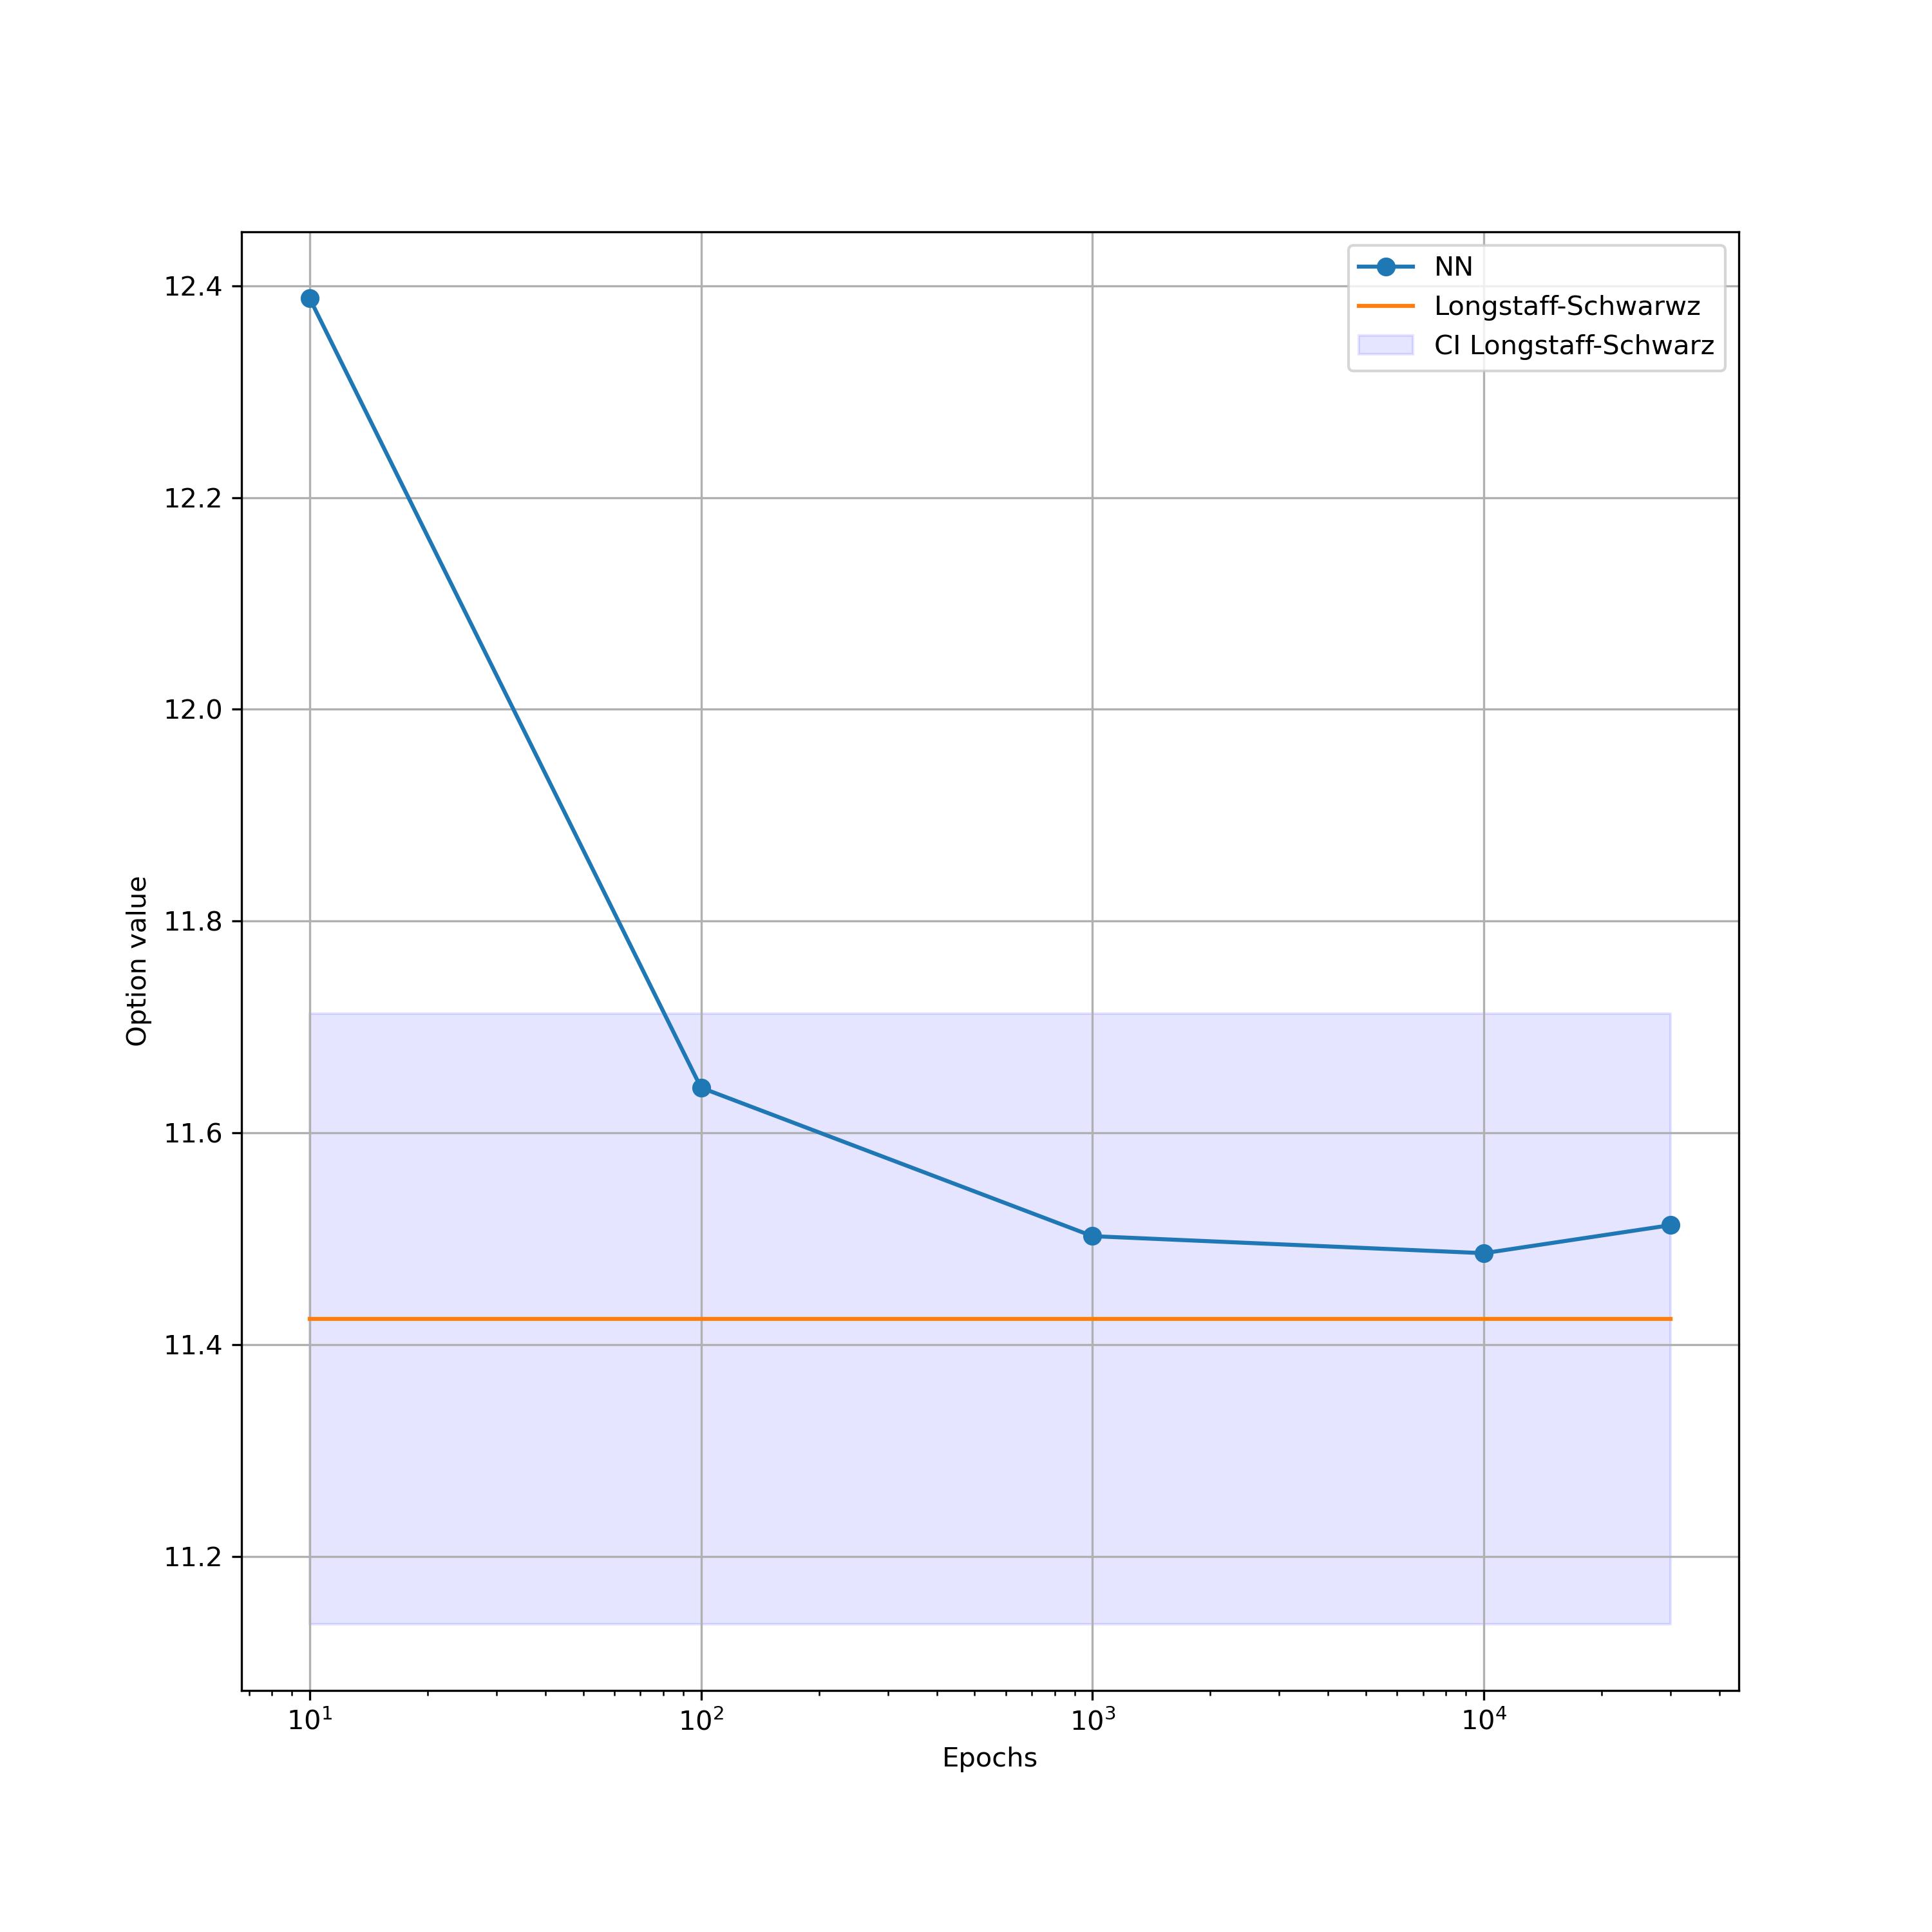 NN
Longstaff-Schwarwz
CI Longstaff-Schwarz
12.4
12.2
12.0
11.8
11.6
11.4
11.2
Option value
10¹
10²
10³
10⁴
Epochs